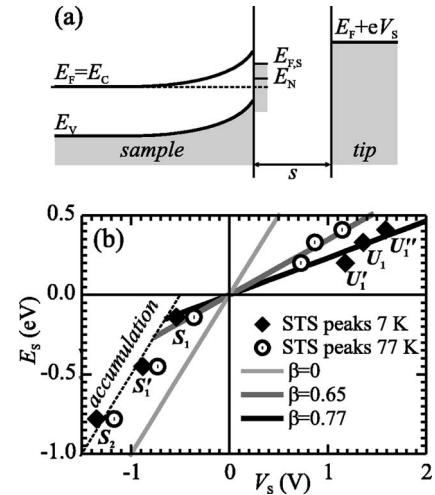 (a)
E_F=E_C
E_V
sample
E_F,S
E_N
s
E_F+eV_S
tip
(b)
0.5
0.0
-0.5
-1.0
E_S (eV)
accumulation
S_1
S_1'
S_2
U_1'
U_1
U_1''
STS peaks 7 K
STS peaks 77 K
β=0
β=0.65
β=0.77
-1
0
1
2
V_S (V)